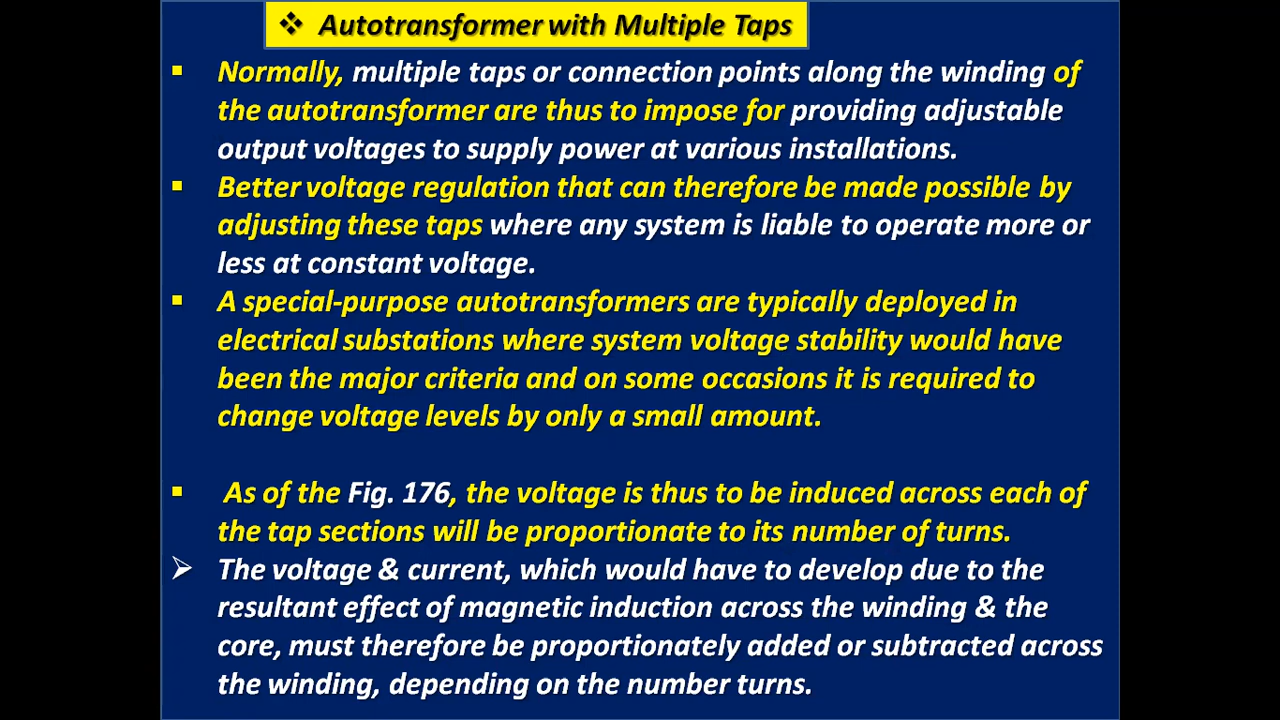 ❖ Autotransformer with Multiple Taps
▪ Normally, multiple taps or connection points along the winding of
the autotransformer are thus to impose for providing adjustable
output voltages to supply power at various installations.
▪ Better voltage regulation that can therefore be made possible by
adjusting these taps where any system is liable to operate more or
less at constant voltage.
▪ A special-purpose autotransformers are typically deployed in
electrical substations where system voltage stability would have
been the major criteria and on some occasions it is required to
change voltage levels by only a small amount.
▪ As of the Fig. 176, the voltage is thus to be induced across each of
the tap sections will be proportionate to its number of turns.
➢ The voltage & current, which would have to develop due to the
resultant effect of magnetic induction across the winding & the
core, must therefore be proportionately added or subtracted across
the winding, depending on the number turns.